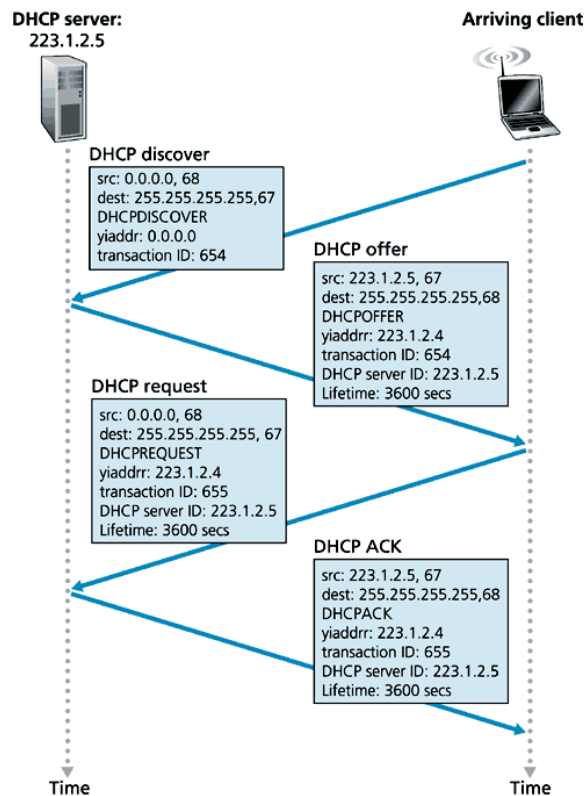 DHCP server:
223.1.2.5
Arriving client
DHCP discover
src: 0.0.0.0, 68
dest: 255.255.255.255,67
DHCPDISCOVER
yiaddr: 0.0.0.0
transaction ID: 654
DHCP offer
src: 223.1.2.5, 67
dest: 255.255.255.255,68
DHCPOFFER
yiaddrr: 223.1.2.4
transaction ID: 654
DHCP server ID: 223.1.2.5
Lifetime: 3600 secs
DHCP request
src: 0.0.0.0, 68
dest: 255.255.255.255, 67
DHCPREQUEST
yiaddrr: 223.1.2.4
transaction ID: 655
DHCP server ID: 223.1.2.5
Lifetime: 3600 secs
DHCP ACK
src: 223.1.2.5, 67
dest: 255.255.255.255,68
DHCPACK
yiaddrr: 223.1.2.4
transaction ID: 655
DHCP server ID: 223.1.2.5
Lifetime: 3600 secs
Time
Time